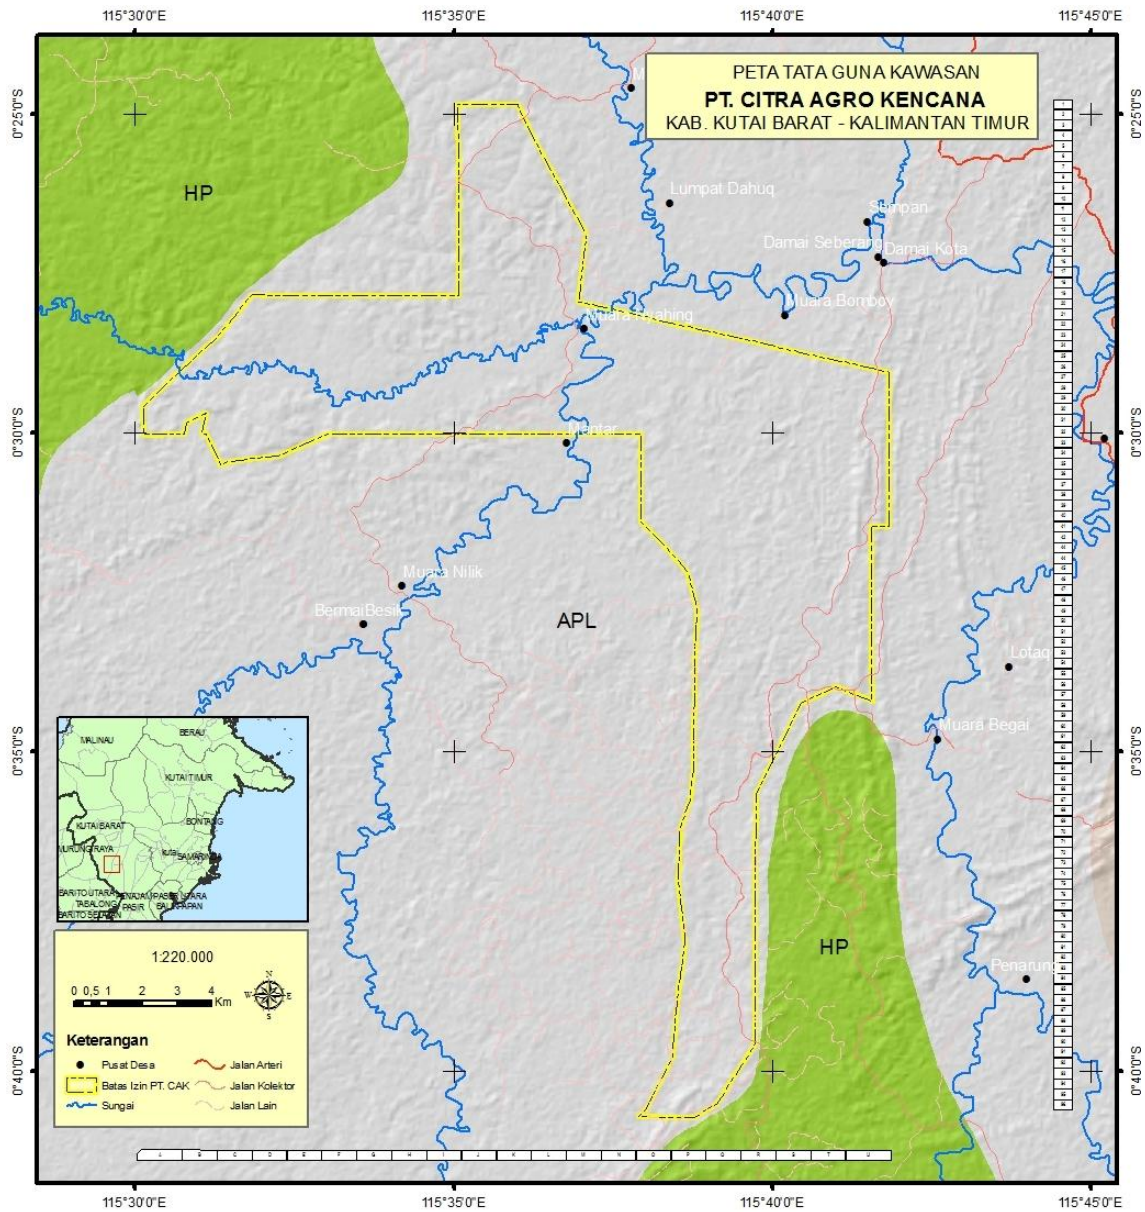 115°30'0"E 115°35'0"E 115°40'0"E 115°45'0"E
PETA TATA GUNA KAWASAN
PT. CITRA AGRO KENCANA
KAB. KUTAI BARAT - KALIMANTAN TIMUR
0°25'0"S 0°25'0"S
HP
Lumpat Dahuq
Damai Seberang
Damai Kota
Muara Bomboy
Muara Nyahing
0°30'0"S 0°30'0"S
Mantar
Muara Nilik
Bermai Besik
APL
Lotaq
Muara Begai
0°35'0"S 0°35'0"S
MALINAU
BERAU
KUTAI TIMUR
KUTAI BARAT
BONTANG
MURUNG RAYA
kutai
SAMARINDA
BARITO UTARA
TABALONG
PASIR
HP
Penarung
1:220.000
0 0,5 1 2 3 4
Km
N
W E
S
Keterangan
Pusat Desa
Batas Izin PT. CAK
Sungai
Jalan Arteri
Jalan Kolektor
Jalan Lain
0°40'0"S 0°40'0"S
115°30'0"E 115°35'0"E 115°40'0"E 115°45'0"E